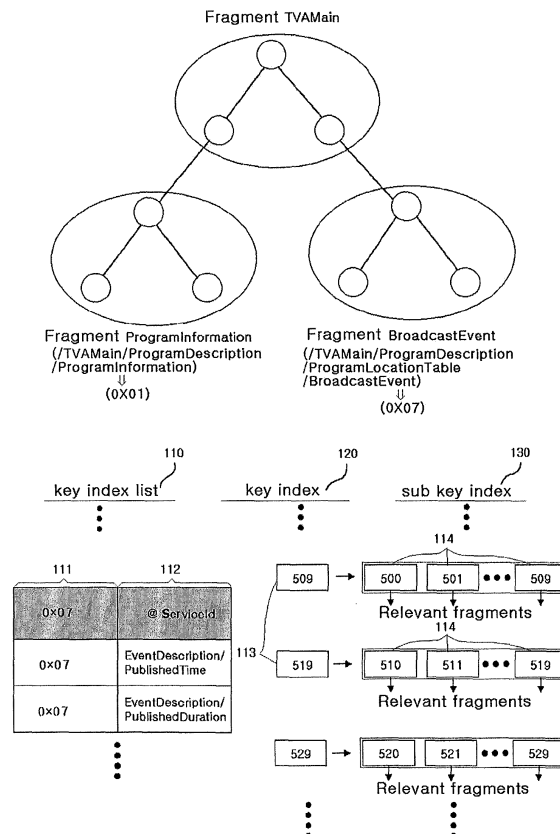 Fragment TVAMain
Fragment ProgramInformation
(/TVAMain/ProgramDescription
/ProgramInformation)
⇓
(0X01)
Fragment BroadcastEvent
(/TVAMain/ProgramDescription
/ProgramLocationTable
/BroadcastEvent)
⇓
(0X07)
110
120
130
key index list
key index
sub key index
111
112
114
0×07
@ ServiceId
509
500
501
509
Relevant fragments
113
114
0×07
EventDescription/
PublishedTime
519
510
511
519
Relevant fragments
0×07
EventDescription/
PublishedDuration
529
520
521
529
Relevant fragments